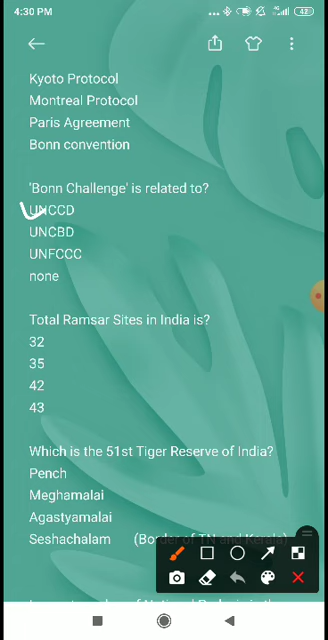 4:30 PM
42
Kyoto Protocol
Montreal Protocol
Paris Agreement
Bonn convention
'Bonn Challenge' is related to?
UNCCD
UNCBD
UNFCCC
none
Total Ramsar Sites in India is?
32
35
42
43
Which is the 51st Tiger Reserve of India?
Pench
Meghamalai
Agastyamalai
Seshachalam (Border of TN and Kerala)